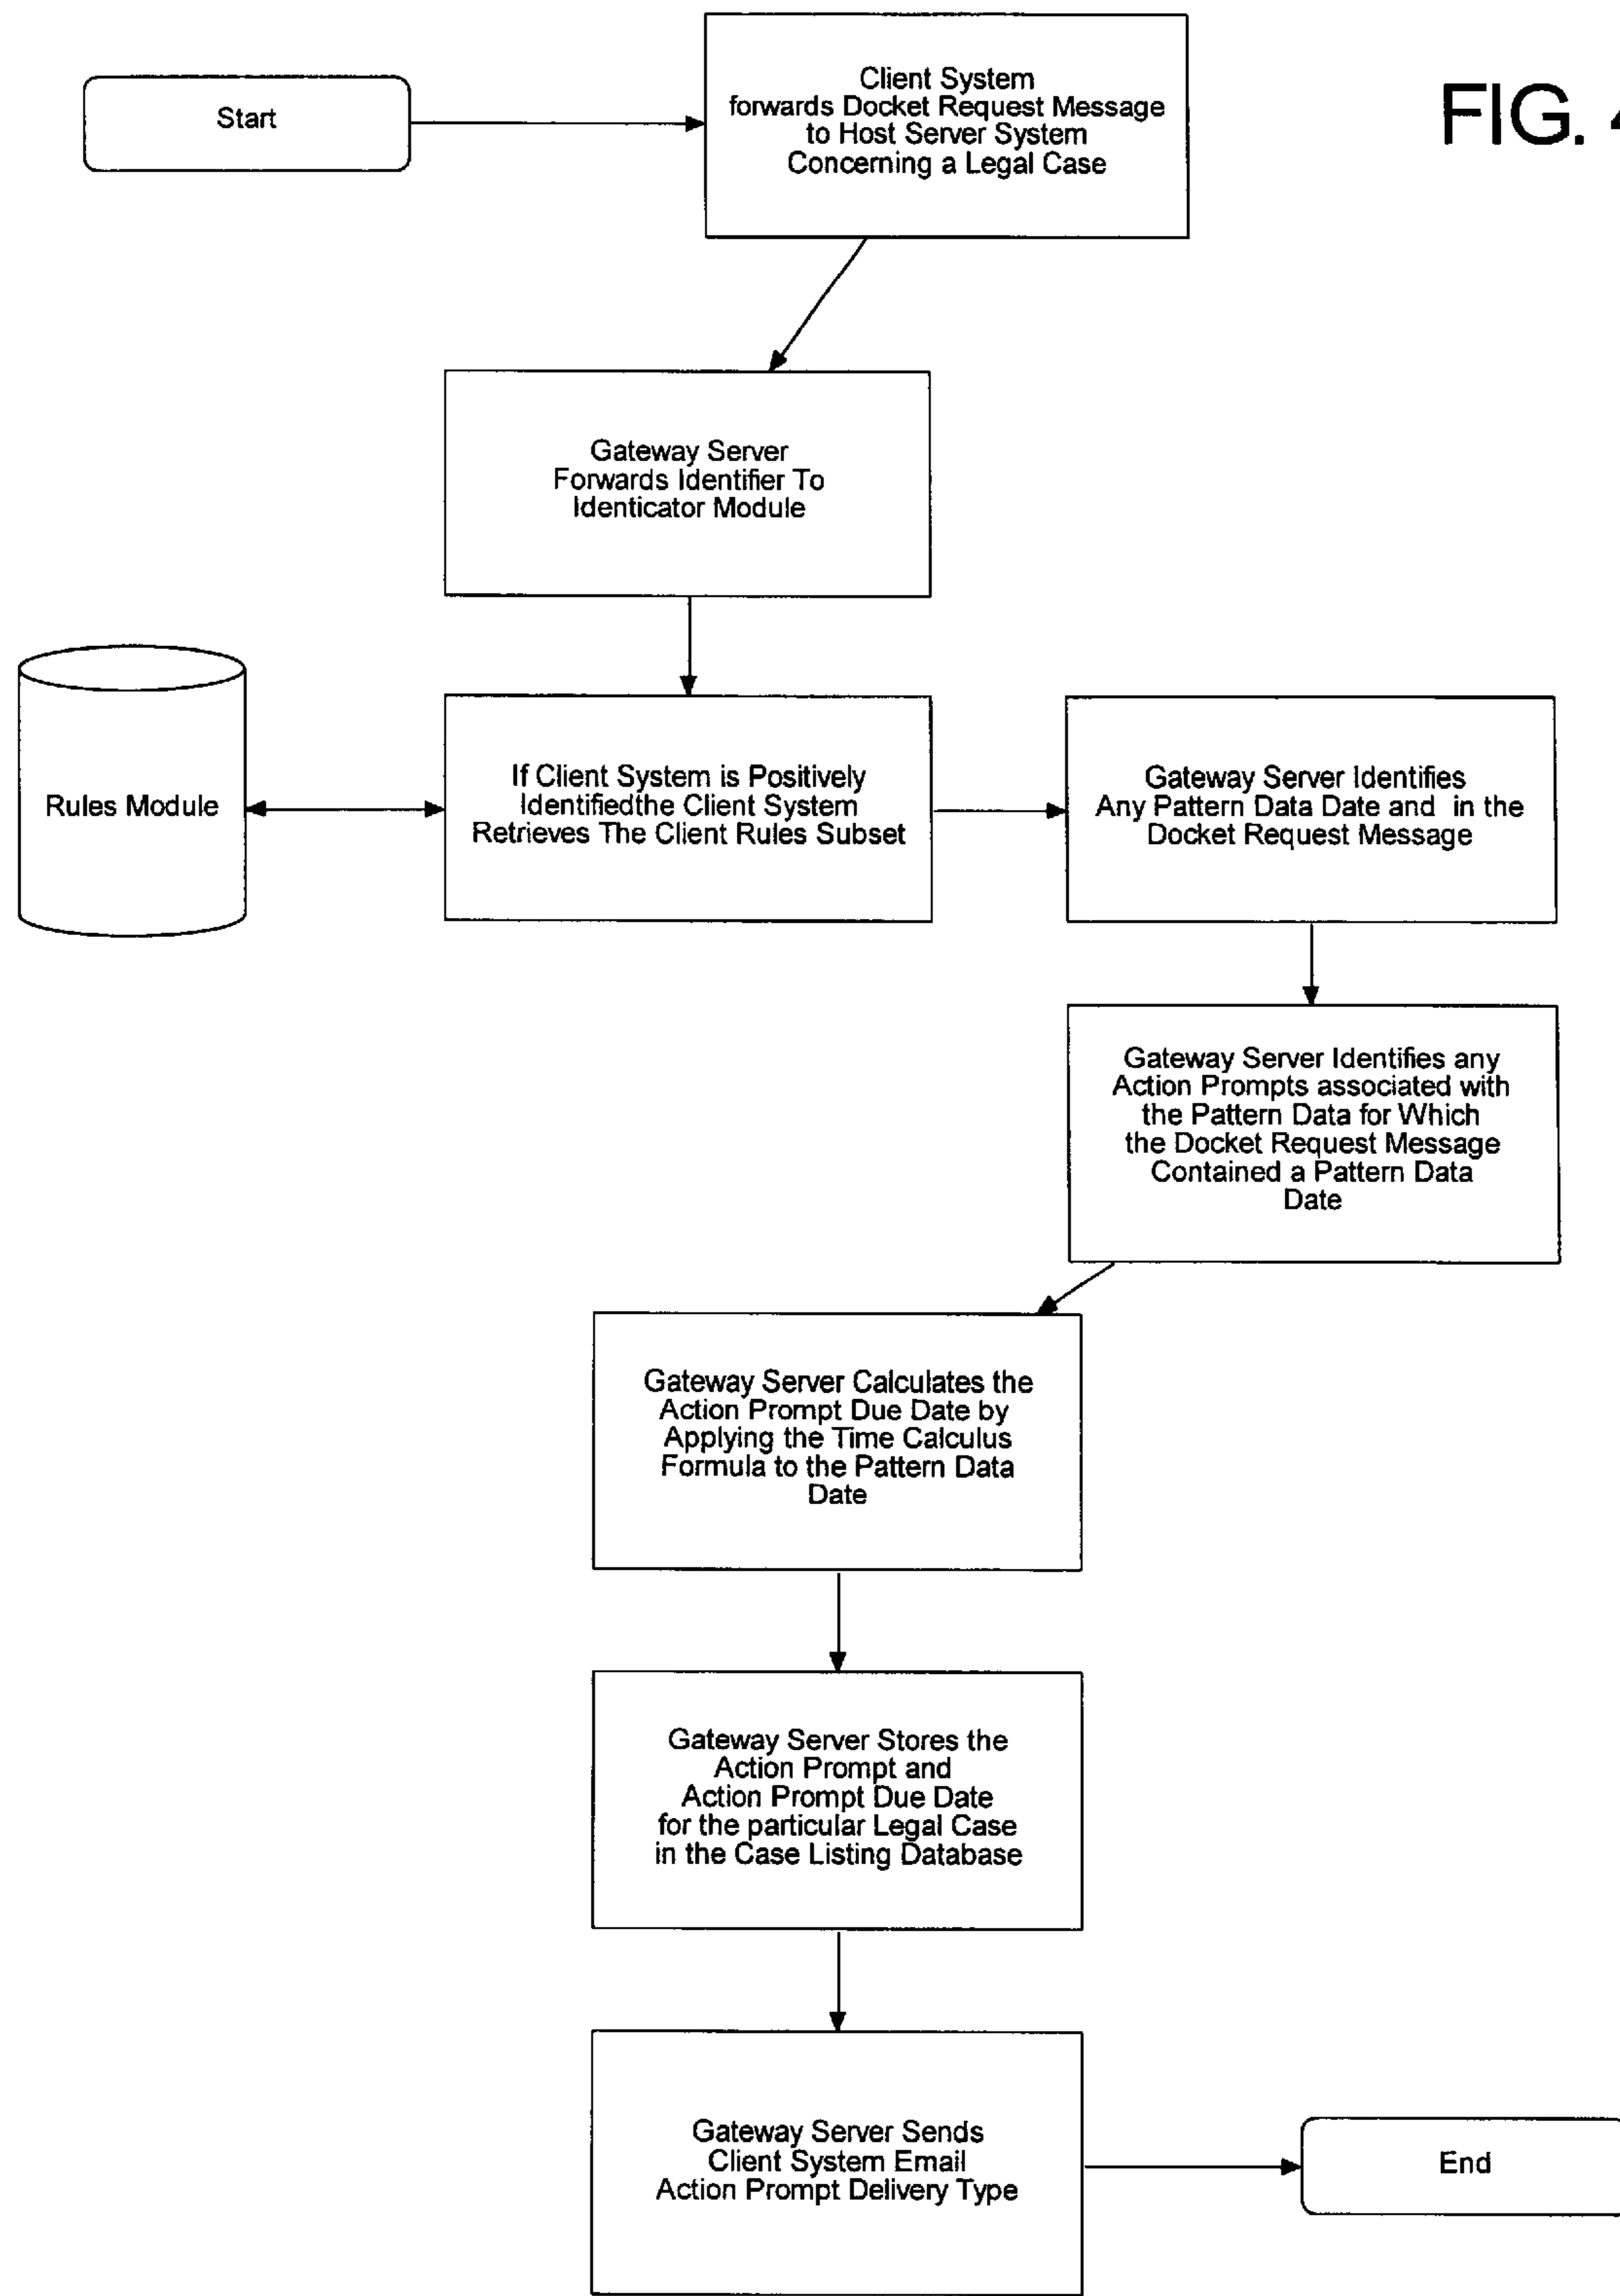 Start
Client System
forwards Docket Request Message
to Host Server System
Concerning a Legal Case
FIG. 4
Gateway Server
Forwards Identifier To
Identicator Module
Rules Module
If Client System is Positively
Identifiedthe Client System
Retrieves The Client Rules Subset
Gateway Server Identifies
Any Pattern Data Date and in the
Docket Request Message
Gateway Server Identifies any
Action Prompts associated with
the Pattern Data for Which
the Docket Request Message
Contained a Pattern Data
Date
Gateway Server Calculates the
Action Prompt Due Date by
Applying the Time Calculus
Formula to the Pattern Data
Date
Gateway Server Stores the
Action Prompt and
Action Prompt Due Date
for the particular Legal Case
in the Case Listing Database
Gateway Server Sends
Client System Email
Action Prompt Delivery Type
End